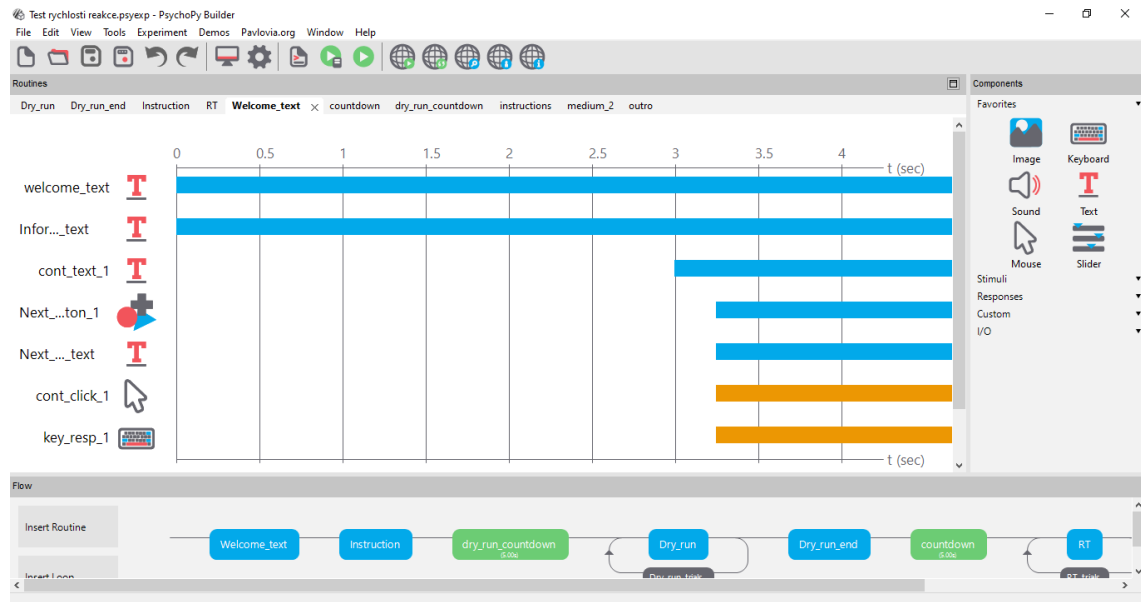 Test rychlosti reakce.psyexp - PsychoPy Builder
File Edit View Tools Experiment Demos Pavlovia.org Window Help
Routines
Components
Dry_run Dry_run_end Instruction RT Welcome_text × countdown dry_run_countdown instructions medium_2 outro
Favorites
0 0.5 1 1.5 2 2.5 3 3.5 4
t (sec)
Image Keyboard
welcome_text
Sound Text
Infor..._text
Mouse Slider
cont_text_1
Stimuli
Responses
Next_...ton_1
Custom
I/O
Next_..._text
cont_click_1
key_resp_1
t (sec)
Flow
Insert Routine
Welcome_text Instruction dry_run_countdown Dry_run Dry_run_end countdown RT
(5.00s) (5.00s)
Insert Loop
Dry_run_trials RT_trials